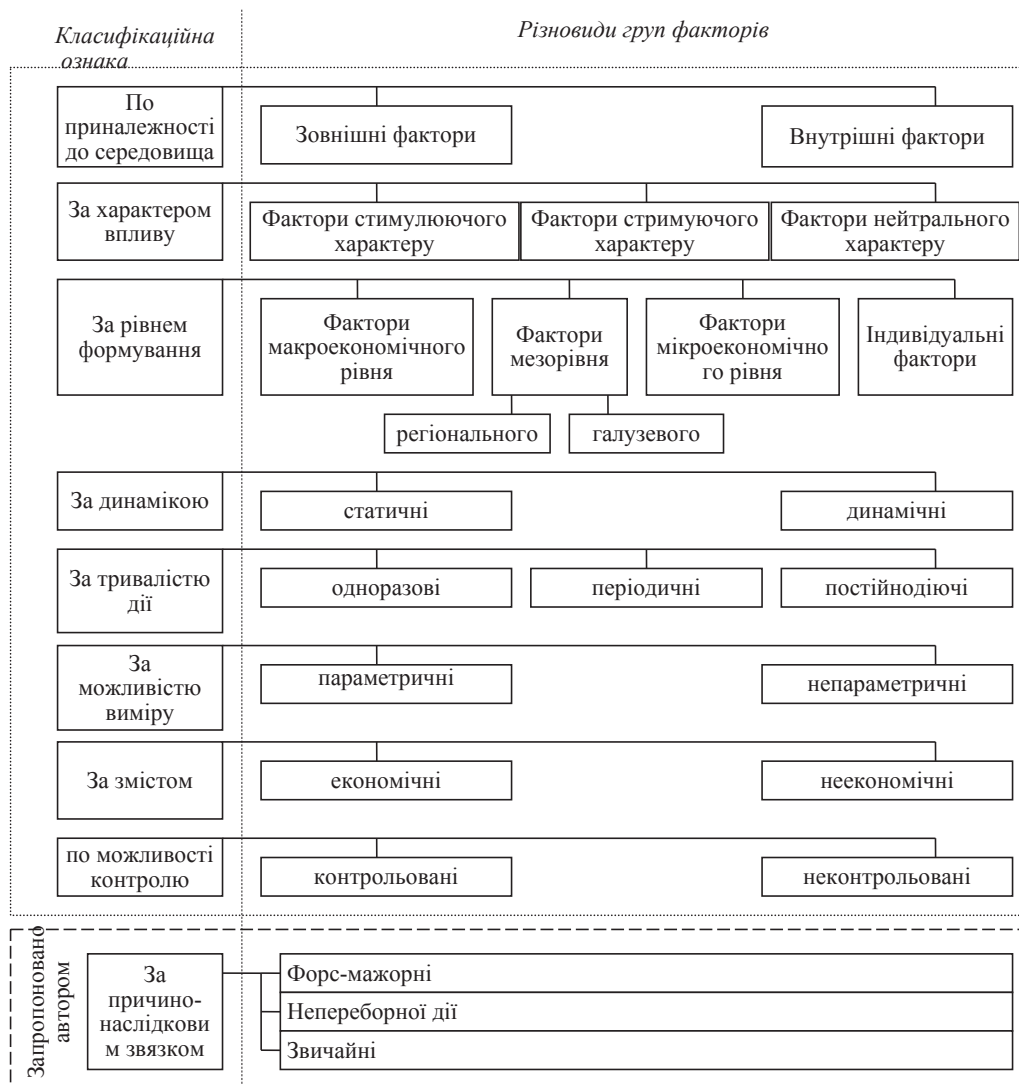 Класифікаційна
ознака
Різновиди груп факторів
По
приналежності
до середовища
Зовнішні фактори
Внутрішні фактори
За характером
впливу
Фактори стимулюючого
характеру
Фактори стримуючого
характеру
Фактори нейтрального
характеру
За рівнем
формування
Фактори
макроекономічного
рівня
Фактори
мезорівня
Фактори
мікроекономічно
го рівня
Індивідуальні
фактори
регіонального
галузевого
За динамікою
статичні
динамічні
За тривалістю
дії
одноразові
періодичні
постійнодіючі
За
можливістю
виміру
параметричні
непараметричні
За змістом
економічні
неекономічні
по можливості
контролю
контрольовані
неконтрольовані
Запропоновано
автором
За
причино-
наслідкови
м звязком
Форс-мажорні
Непереборної дії
Звичайні